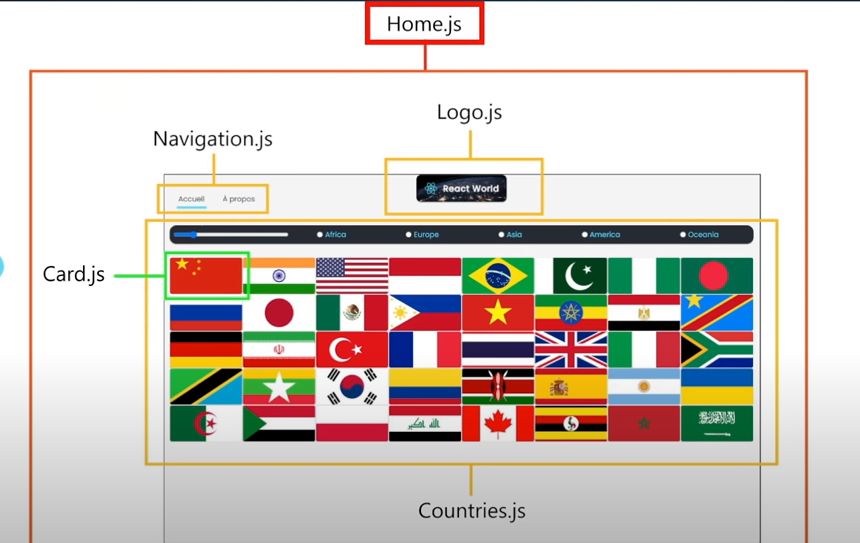 Home.js
Logo.js
Navigation.js
React World
Accueil À propos
Africa Europe Asia America Oceania
Card.js
Countries.js